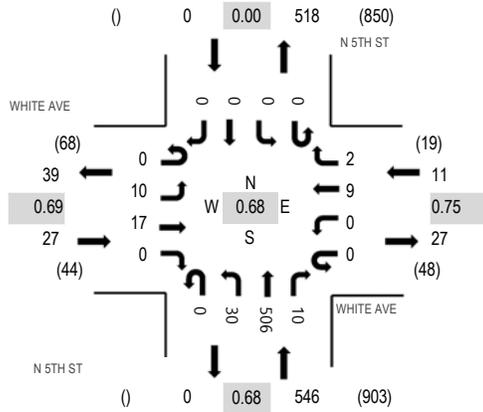 () 0 0.00 518 (850)
N 5TH ST
WHITE AVE
0 0 0 0
(68) (19)
0 2
39 11
10 N 9
0.69 W 0.68 E 0.75
17 0
27 S 27
0 0
(44) (48)
0 30 506 10
WHITE AVE
N 5TH ST
() 0 0.68 546 (903)